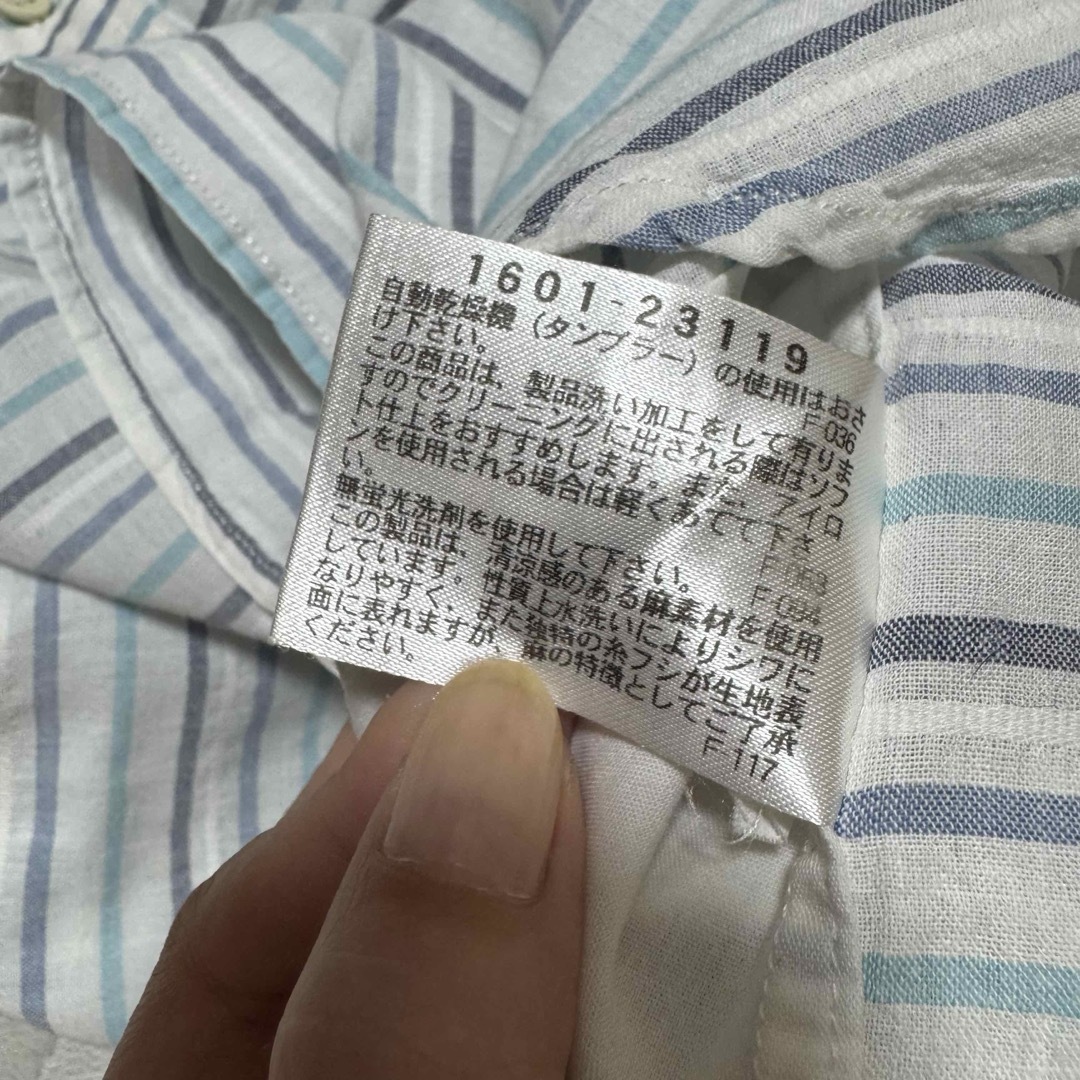 1601-23119
自動乾燥機(タンブラー)の使用はおさ
け下さい。 F 036
この商品は、製品洗い加工をして有りま
すのでクリーニングに出される際はソフ
ト仕上をおすすめします。また、アイロ
ンを使用される場合は軽くあてて下さ
い。 F 063
無蛍光洗剤を使用して下さい。 F 094
この製品は、清涼感のある麻素材を使用
しています。性質上水洗いによりシワに
なりやすく、また独特の糸フシが生地表
面に表れますが、麻の特徴としてご了承
ください。 F 117